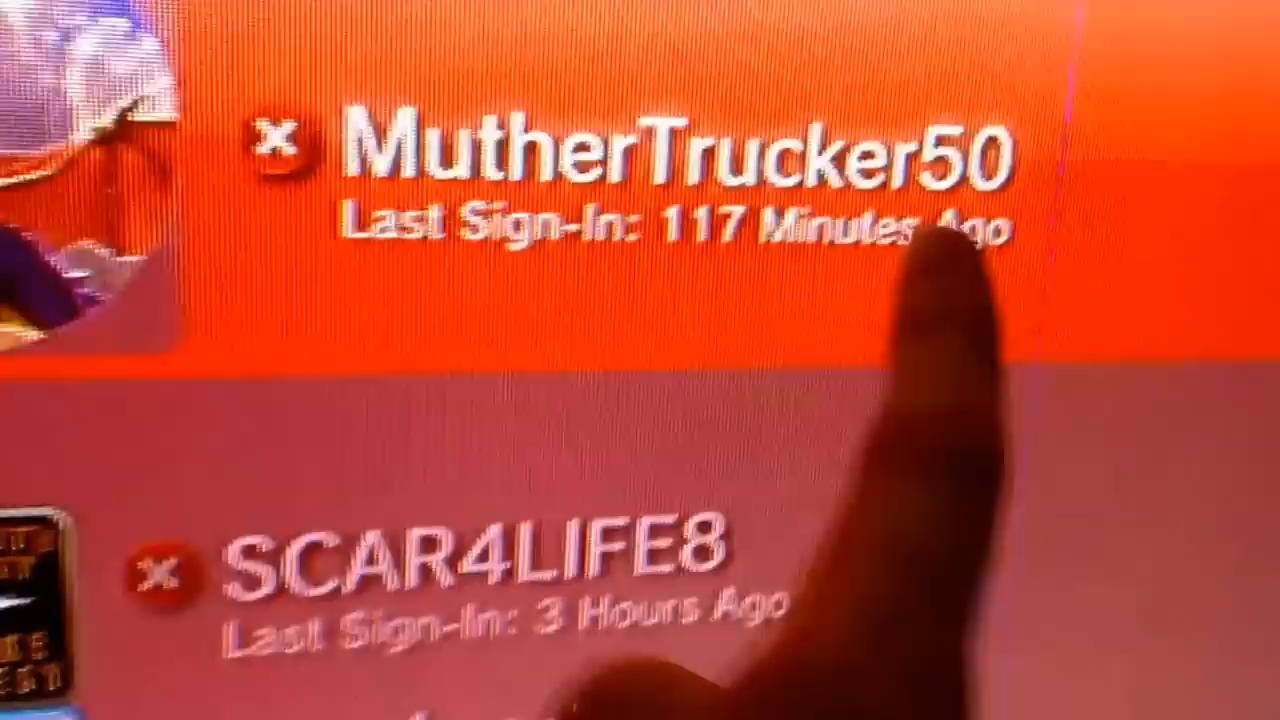 MutherTrucker50
Last Sign-In: 117 Minutes Ago
SCAR4LIFE8
Last Sign-In: 3 Hours Ago